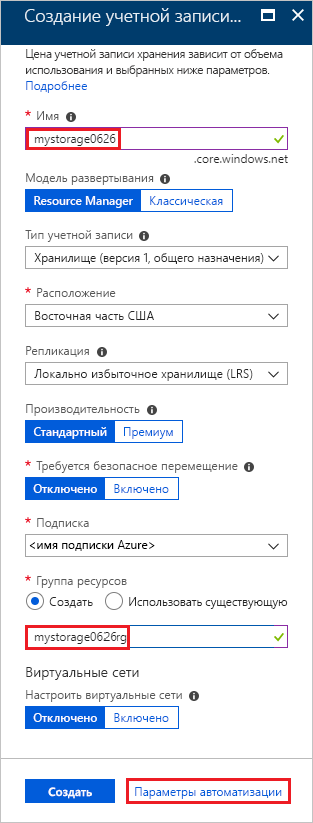 Создание учетной записи...
Цена учетной записи хранения зависит от объема
использования и выбранных ниже параметров.
Подробнее
* Имя
mystorage0626
.core.windows.net
Модель развертывания
Resource Manager Классическая
Тип учетной записи
Хранилище (версия 1, общего назначения)
* Расположение
Восточная часть США
Репликация
Локально избыточное хранилище (LRS)
Производительность
Стандартный Премиум
* Требуется безопасное перемещение
Отключено Включено
* Подписка
<имя подписки Azure>
* Группа ресурсов
Создать Использовать существующую
mystorage0626rg
Виртуальные сети
Настроить виртуальные сети
Отключено Включено
Создать Параметры автоматизации